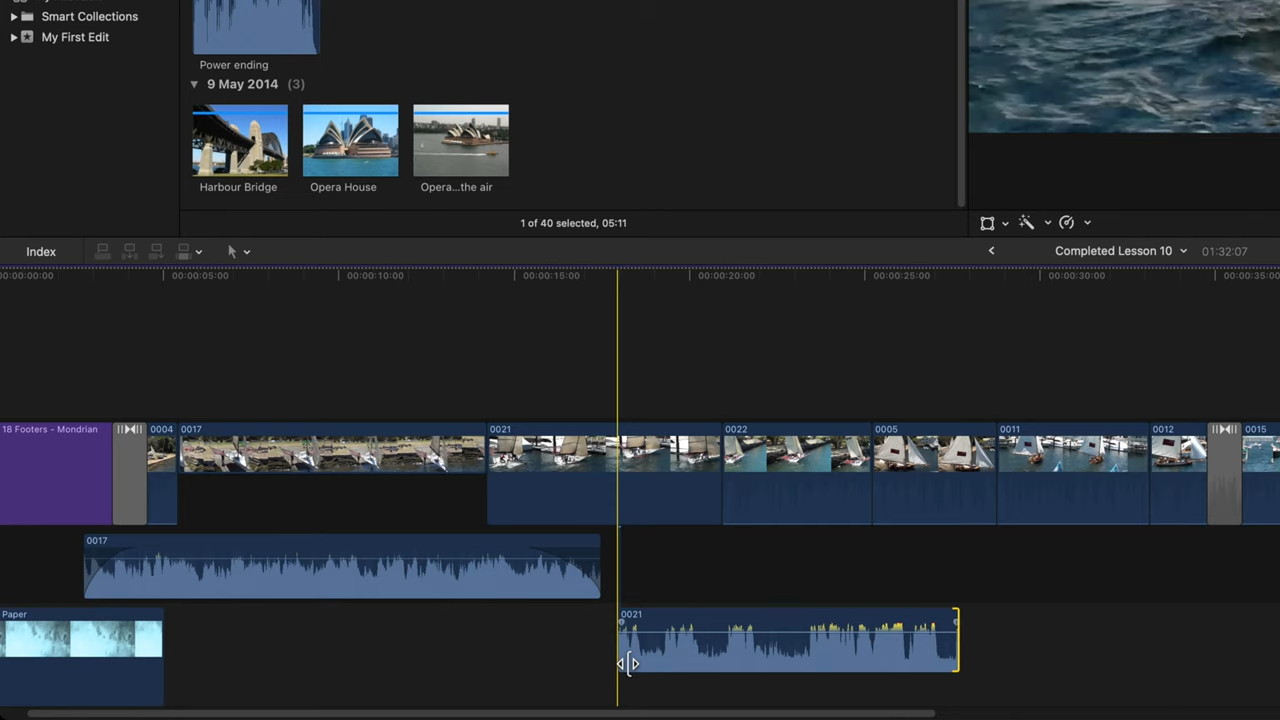 Smart Collections
My First Edit
Power ending
9 May 2014 (3)
Harbour Bridge
Opera House
Opera...the air
1 of 40 selected, 05:11
Index
Completed Lesson 10
01:32:07
00:00:00:00
00:00:05:00
00:00:10:00
00:00:15:00
00:00:20:00
00:00:25:00
00:00:30:00
00:00:35:00
18 Footers - Mondrian
0004
0017
0021
0022
0005
0011
0012
0015
0017
Paper
0021